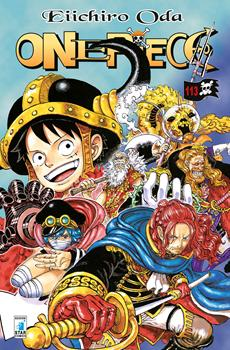 Eiichiro Oda
ONE PIECE
113
STAR
COMICS